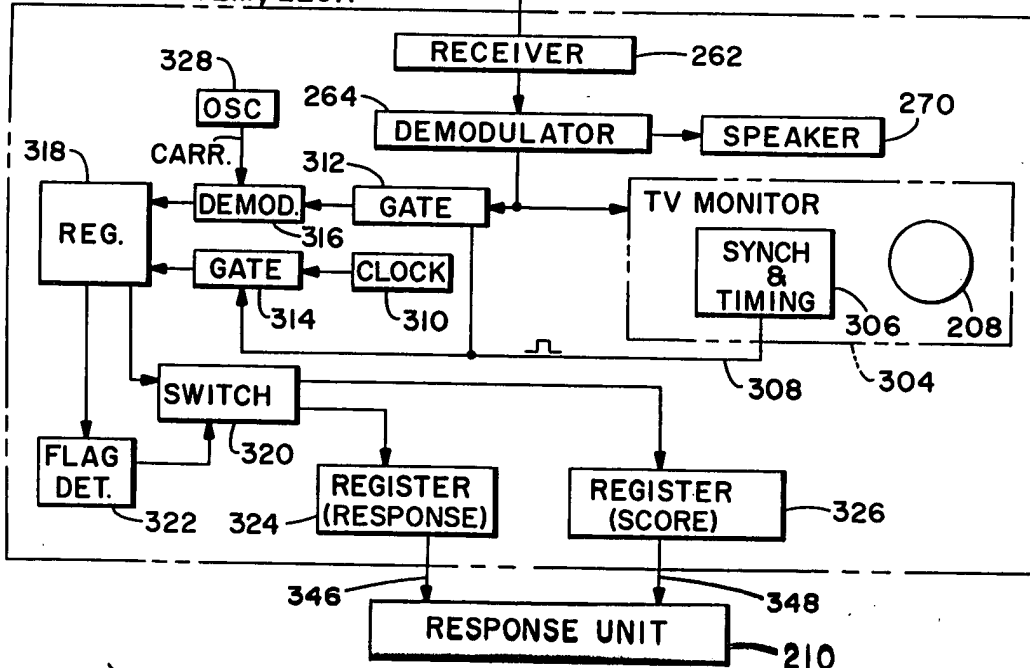 RECEIVER
262
328
OSC
264
DEMODULATOR
270
SPEAKER
CARR.
318
REG.
312
DEMOD.
316
GATE
TV MONITOR
SYNCH
&
TIMING
306
208
GATE
314
CLOCK
310
308
304
SWITCH
320
FLAG
DET.
322
324
REGISTER
(RESPONSE)
REGISTER
(SCORE)
326
346
348
RESPONSE UNIT
210